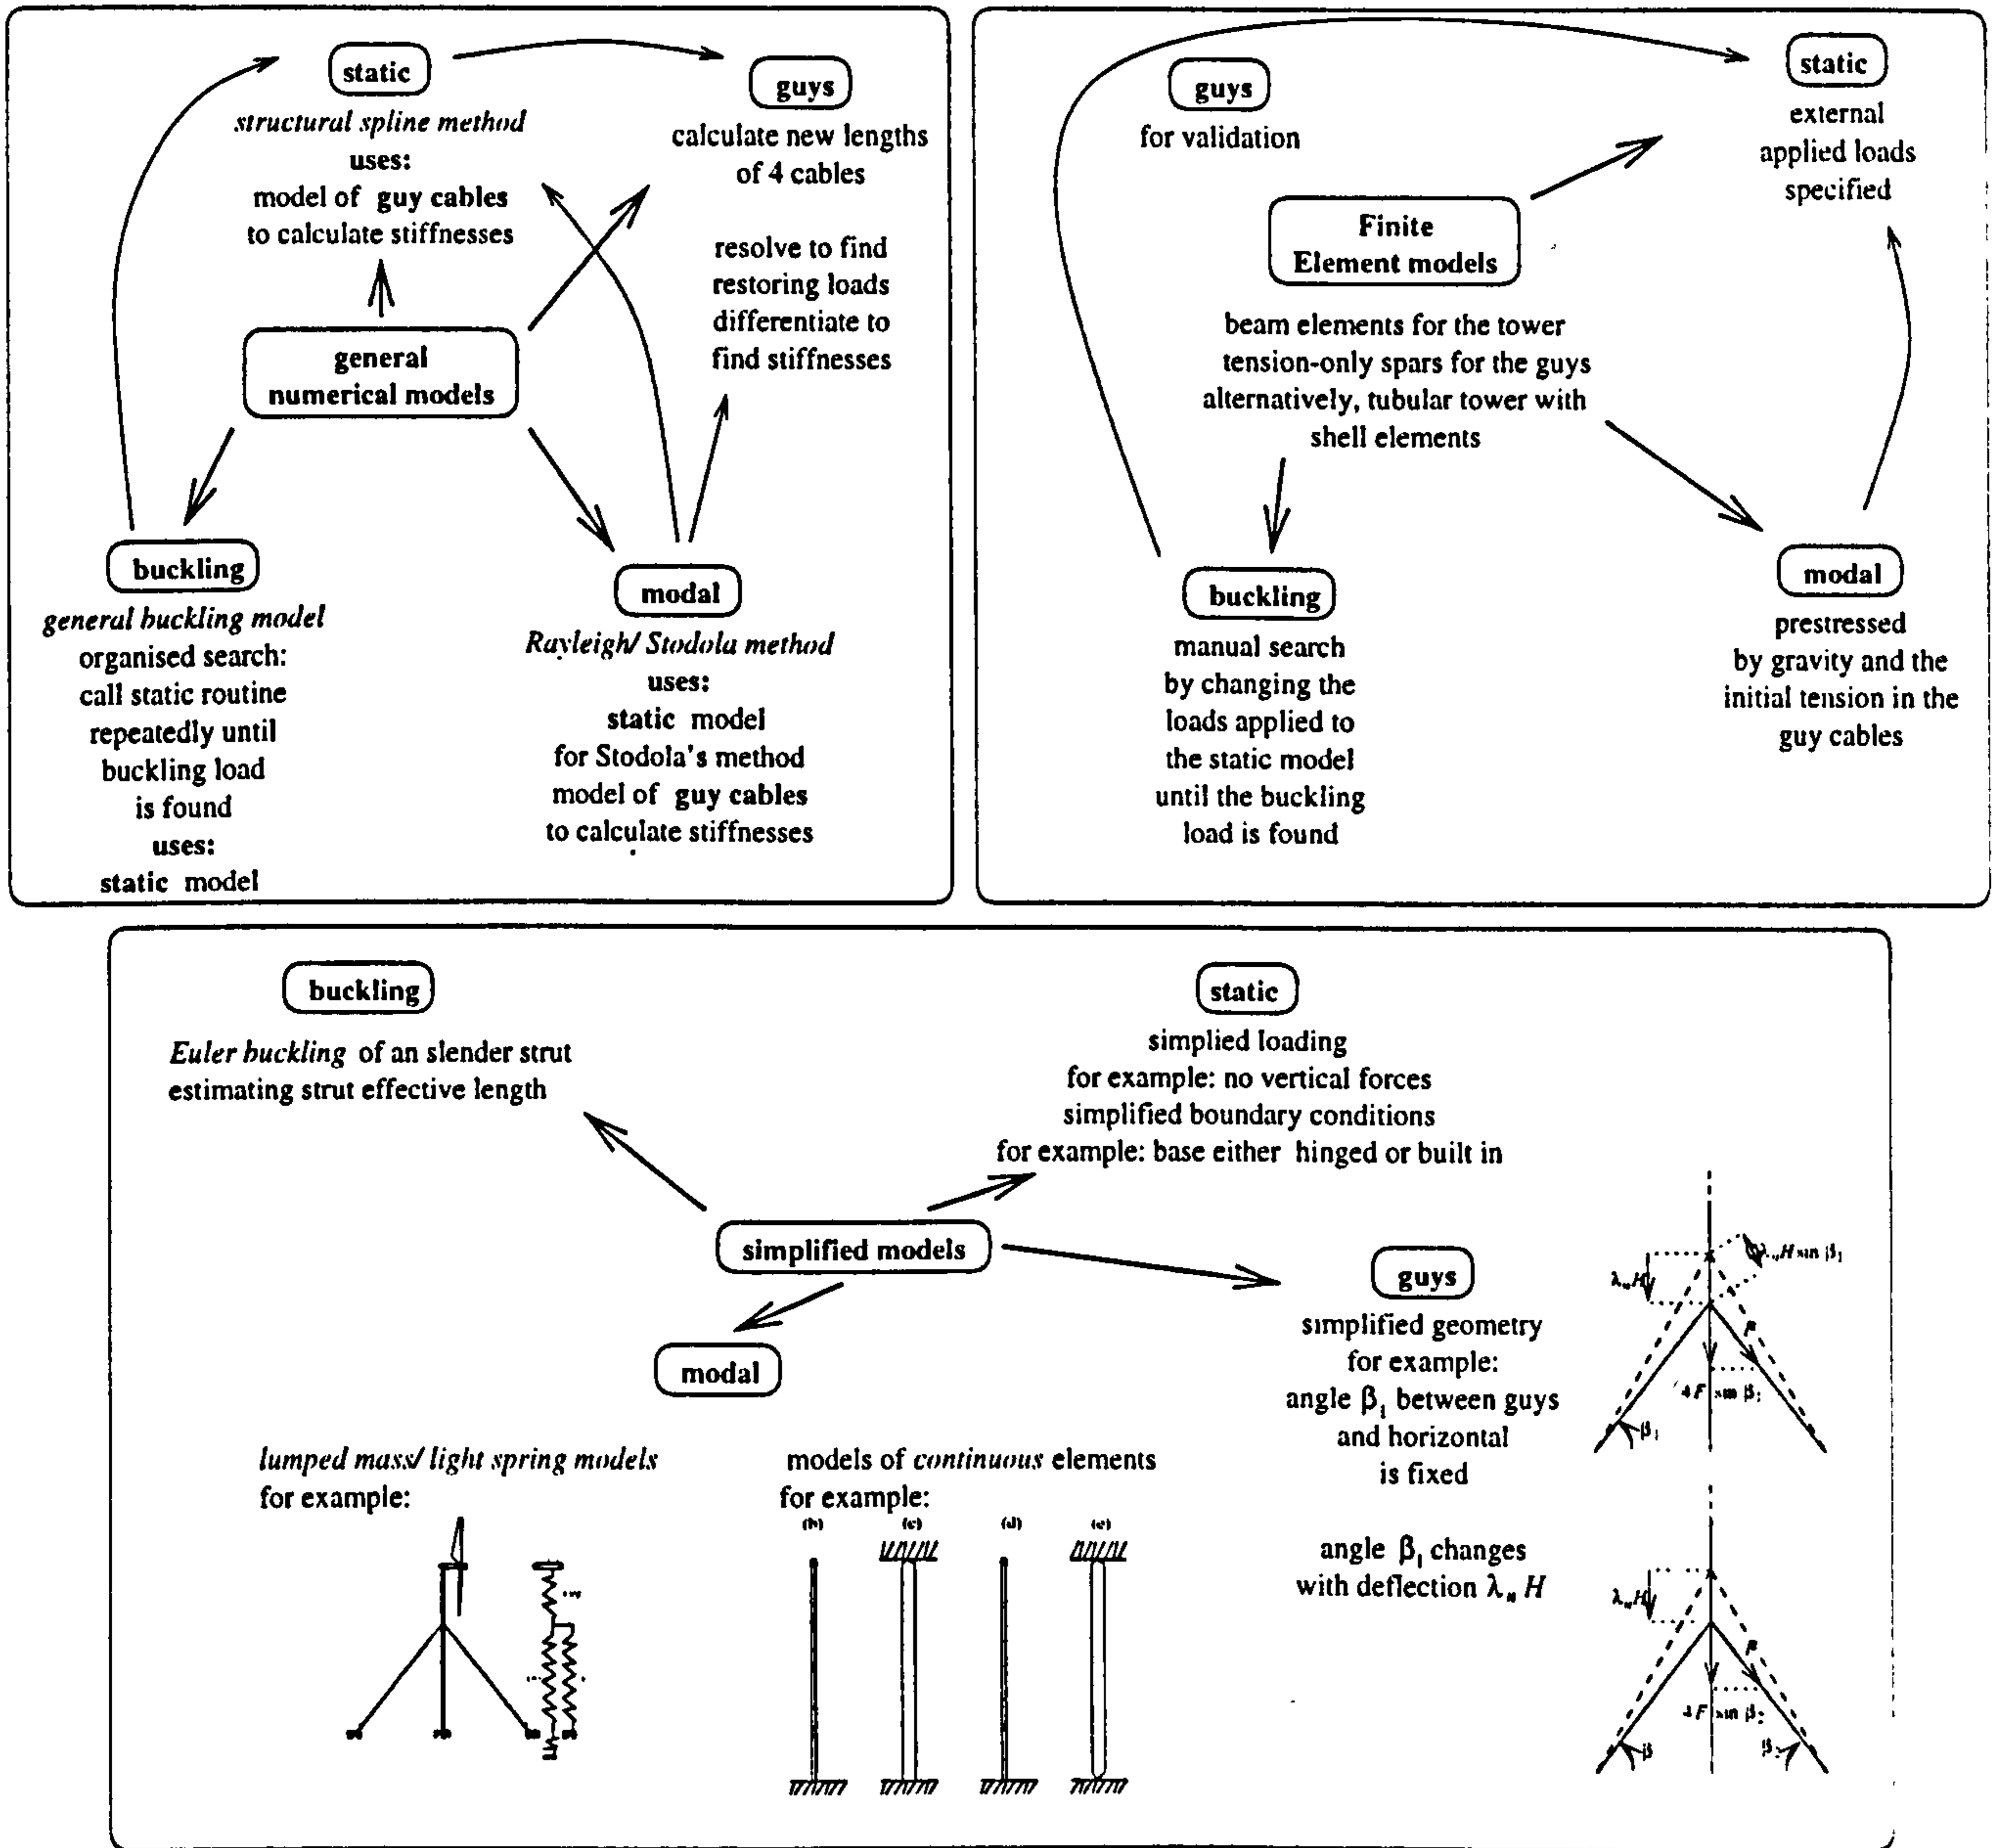 static
structural spline method
uses:
model of guy cables
to calculate stiffnesses
guys
calculate new lengths
of 4 cables
resolve to find
restoring loads
differentiate to
find stiffnesses
general
numerical models
buckling
general buckling model
organised search:
call static routine
repeatedly until
buckling load
is found
uses:
static model
modal
Rayleigh/ Stodola method
uses:
static model
for Stodola's method
model of guy cables
to calculate stiffnesses
guys
for validation
static
external
applied loads
specified
Finite
Element models
beam elements for the tower
tension-only spars for the guys
alternatively, tubular tower with
shell elements
buckling
manual search
by changing the
loads applied to
the static model
until the buckling
load is found
modal
prestressed
by gravity and the
initial tension in the
guy cables
buckling
Euler buckling of an slender strut
estimating strut effective length
static
simplied loading
for example: no vertical forces
simplified boundary conditions
for example: base either hinged or built in
simplified models
guys
simplified geometry
for example:
angle β₁ between guys
and horizontal
is fixed
angle β₁ changes
with deflection λ H
modal
lumped mass/ light spring models
for example:
models of continuous elements
for example:
(b) (c) (d) (e)
H sin β₁
β₁